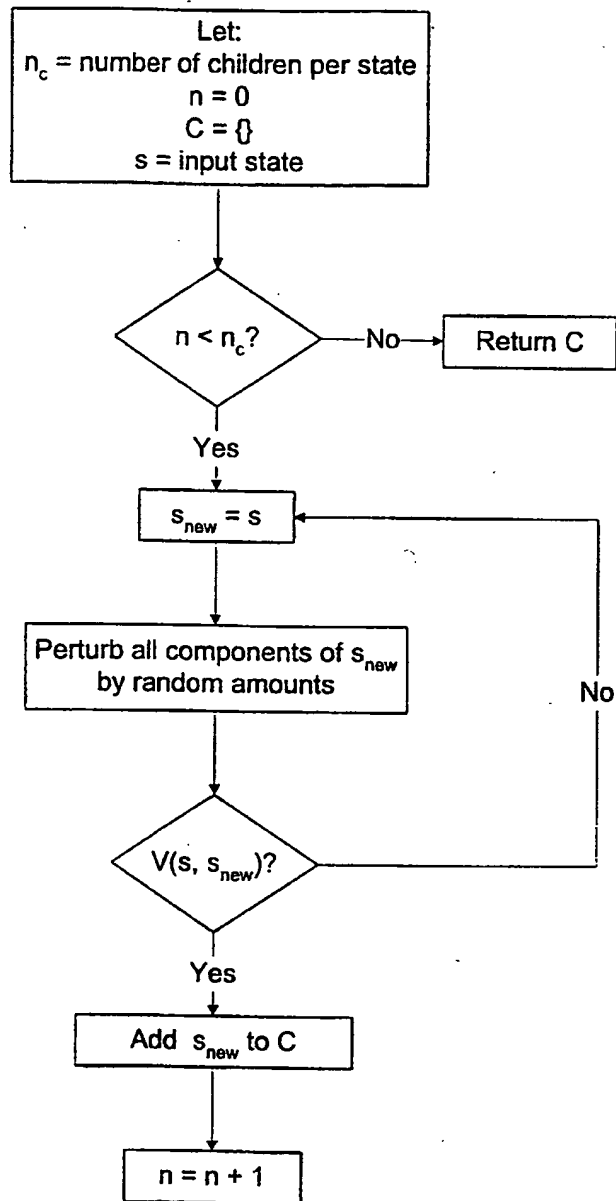 Let:
n_c = number of children per state
n = 0
C = {}
s = input state
n < n_c?
No
Return C
Yes
s_new = s
Perturb all components of s_new
by random amounts
No
V(s, s_new)?
Yes
Add s_new to C
n = n + 1